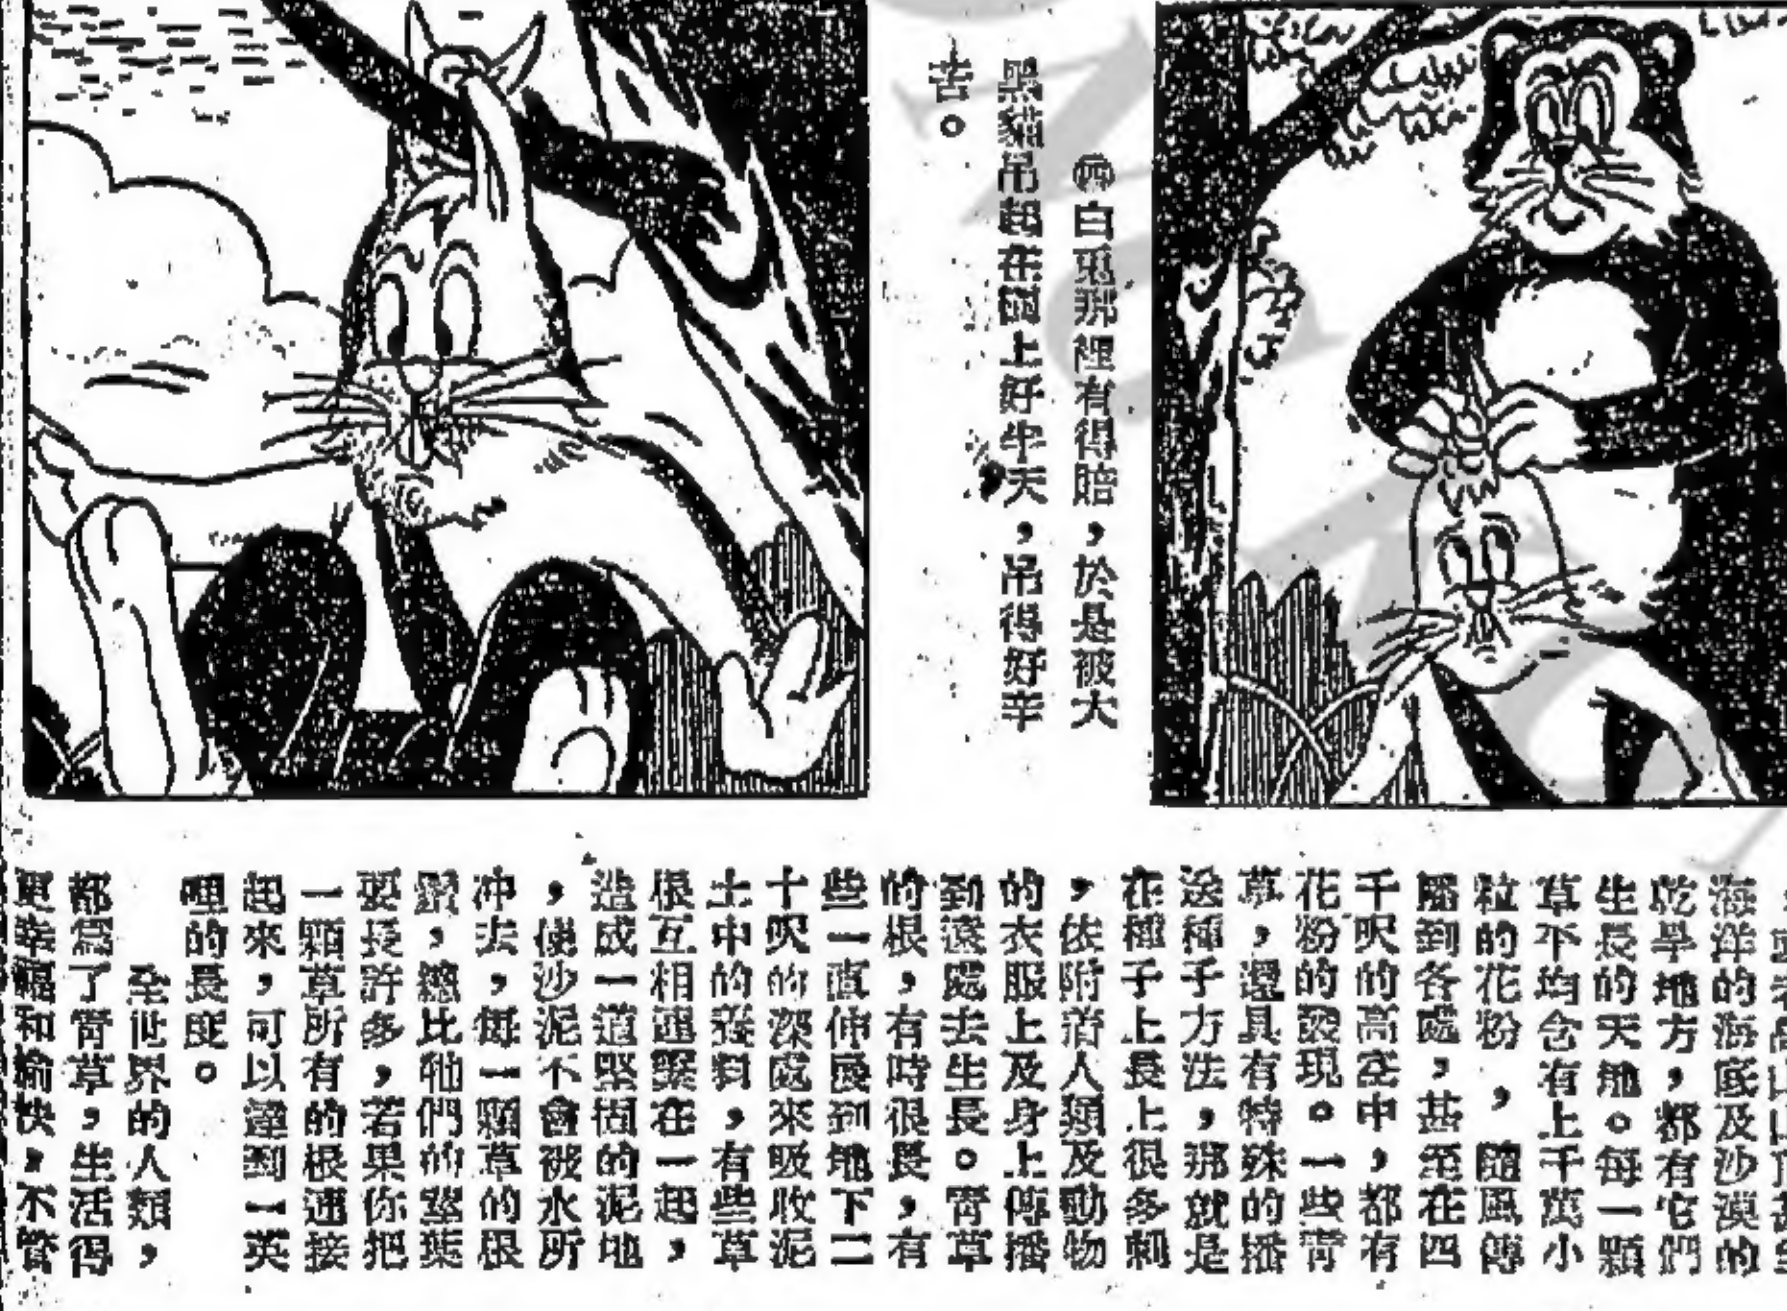 ㈣白兎那裡有得賠，於是被大
黑貓吊起在樹上好半天，吊得好辛
苦。
海洋的海底及沙漠的
乾旱地方，都有它們
生長的天地。每一顆
草不均含有上千萬小
粒的花粉，隨風傳
屬到各處，甚至在四
千呎的高空中，都有
花粉的發現。一些青
草，還具有特殊的播
送種子方法，那就是
在種子上長上很多刺
，依附着人類及動物
的衣服上及身上傳播
到遠處去生長。青草
的根，有時很長，有
些一直伸長到地下二
十呎的深處來吸收泥
土中的養料，有些草
根互相連緊在一起，
造成一道堅固的泥地
，使沙泥不會被水所
冲去，每一顆草的根
鬚，總比牠們的莖葉
要長許多，若果你把
一顆草所有的根連接
起來，可以達到一英
哩的長度。
全世界的人類，
都為了青草，生活得
更幸福和愉快，不管